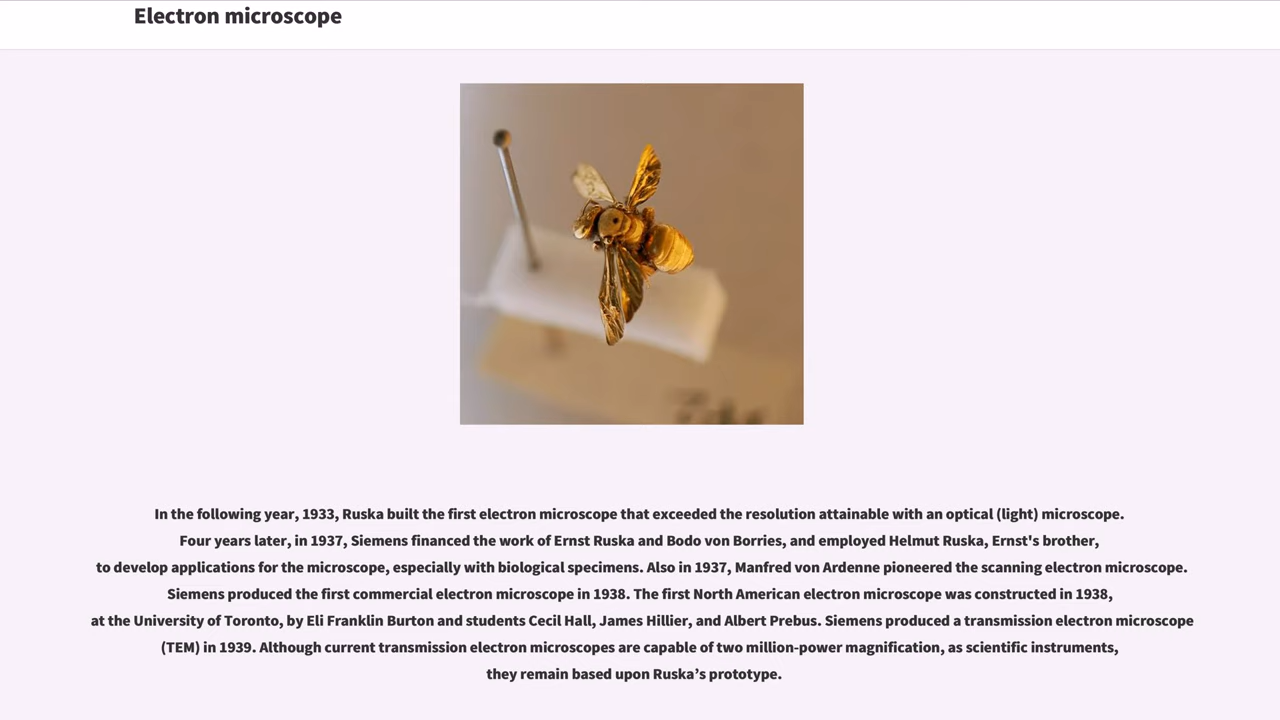 Electron microscope
In the following year, 1933, Ruska built the first electron microscope that exceeded the resolution attainable with an optical (light) microscope.
Four years later, in 1937, Siemens financed the work of Ernst Ruska and Bodo von Borries, and employed Helmut Ruska, Ernst's brother,
to develop applications for the microscope, especially with biological specimens. Also in 1937, Manfred von Ardenne pioneered the scanning electron microscope.
Siemens produced the first commercial electron microscope in 1938. The first North American electron microscope was constructed in 1938,
at the University of Toronto, by Eli Franklin Burton and students Cecil Hall, James Hillier, and Albert Prebus. Siemens produced a transmission electron microscope
(TEM) in 1939. Although current transmission electron microscopes are capable of two million-power magnification, as scientific instruments,
they remain based upon Ruska’s prototype.